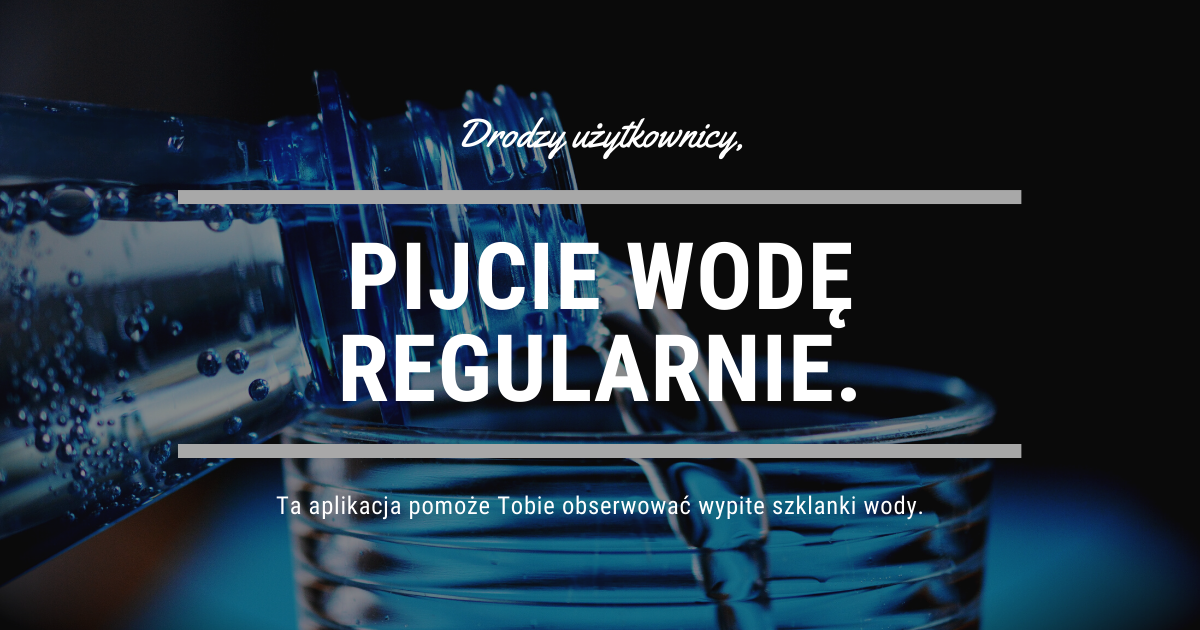 Drodzy użytkownicy,
PIJCIE WODĘ
REGULARNIE.
Ta aplikacja pomoże Tobie obserwować wypite szklanki wody.